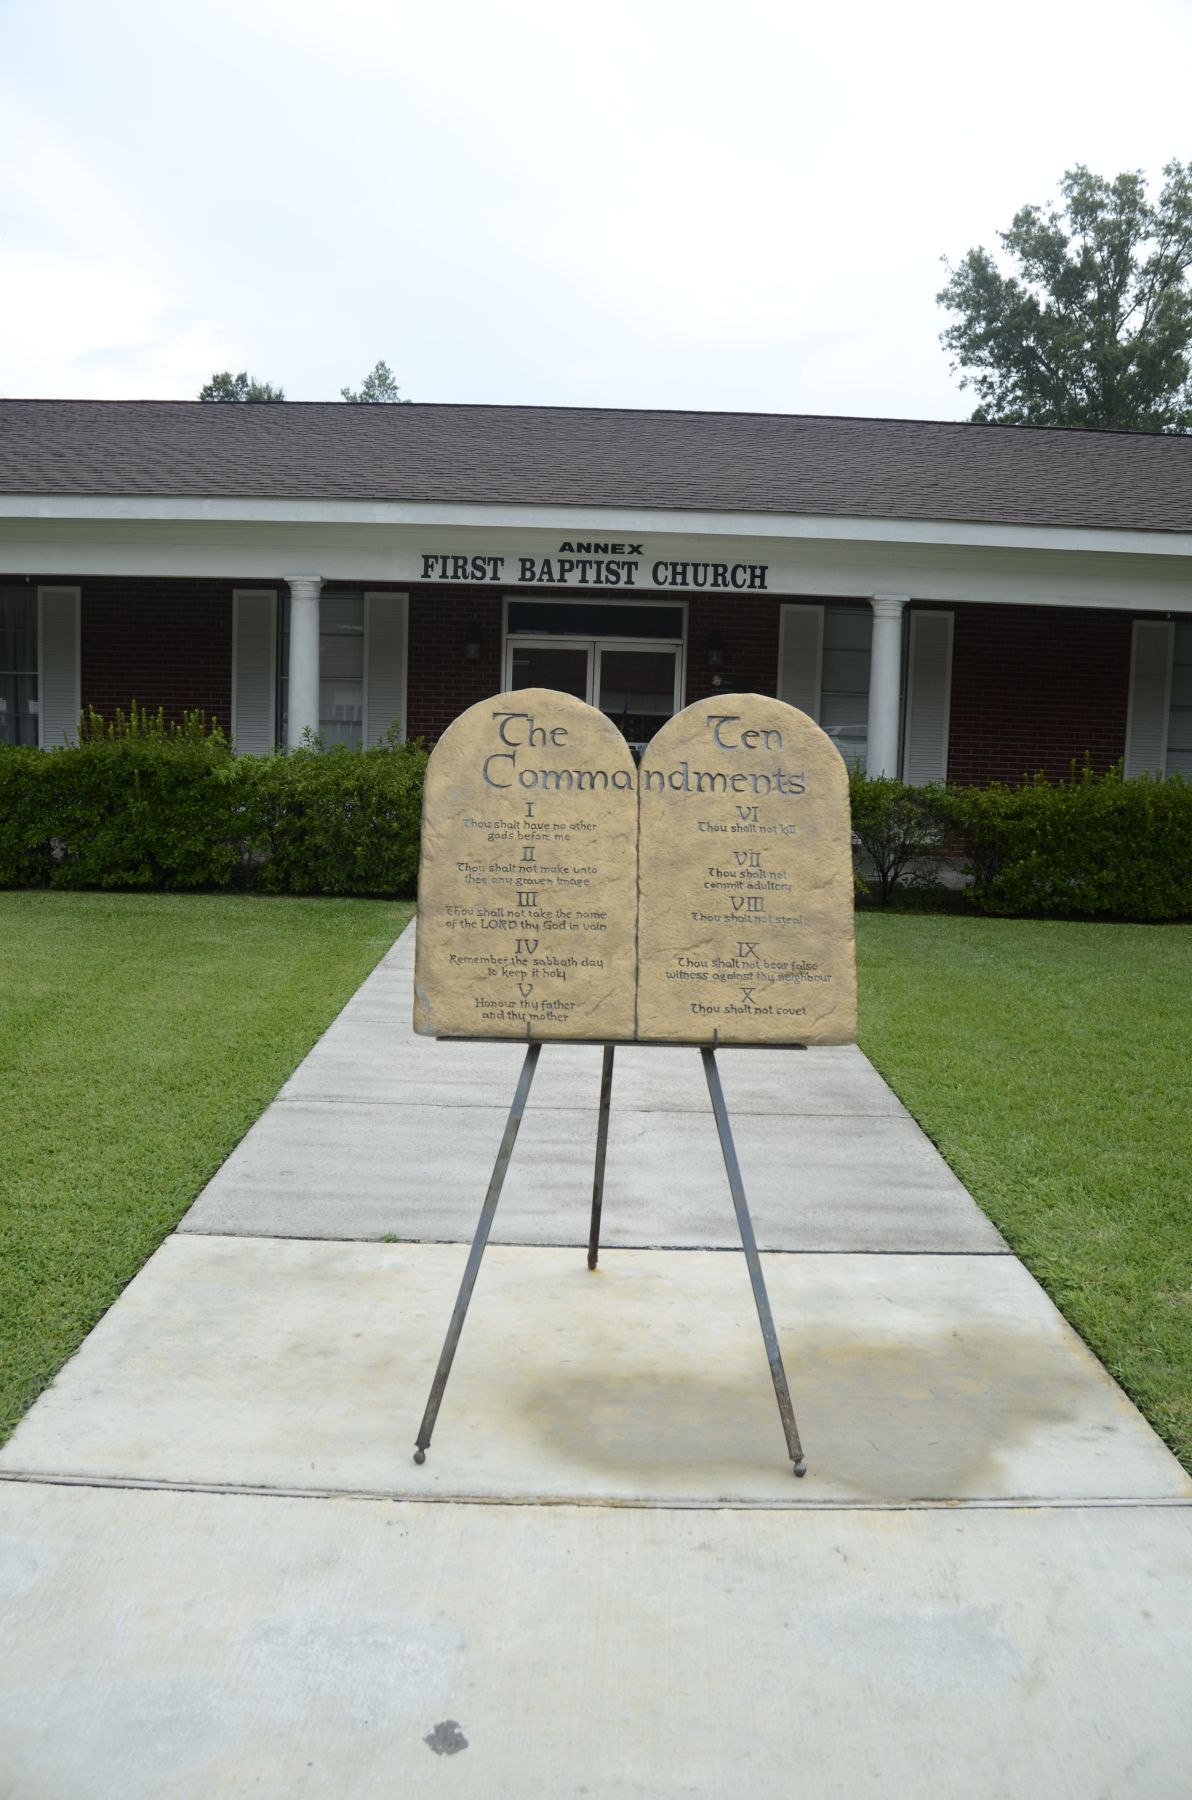 ANNEX
FIRST BAPTIST CHURCH
The Ten
Commandments
I
Thou shalt have no other
gods before me
II
Thou shalt not make unto
thee any graven image
III
Thou shalt not take the name
of the LORD thy God in vain
IV
Remember the sabbath day
to keep it holy
V
Honour thy father
and thy mother
VI
Thou shalt not kill
VII
Thou shalt not
commit adultery
VIII
Thou shalt not steal
IX
Thou shalt not bear false
witness against thy neighbour
X
Thou shalt not covet